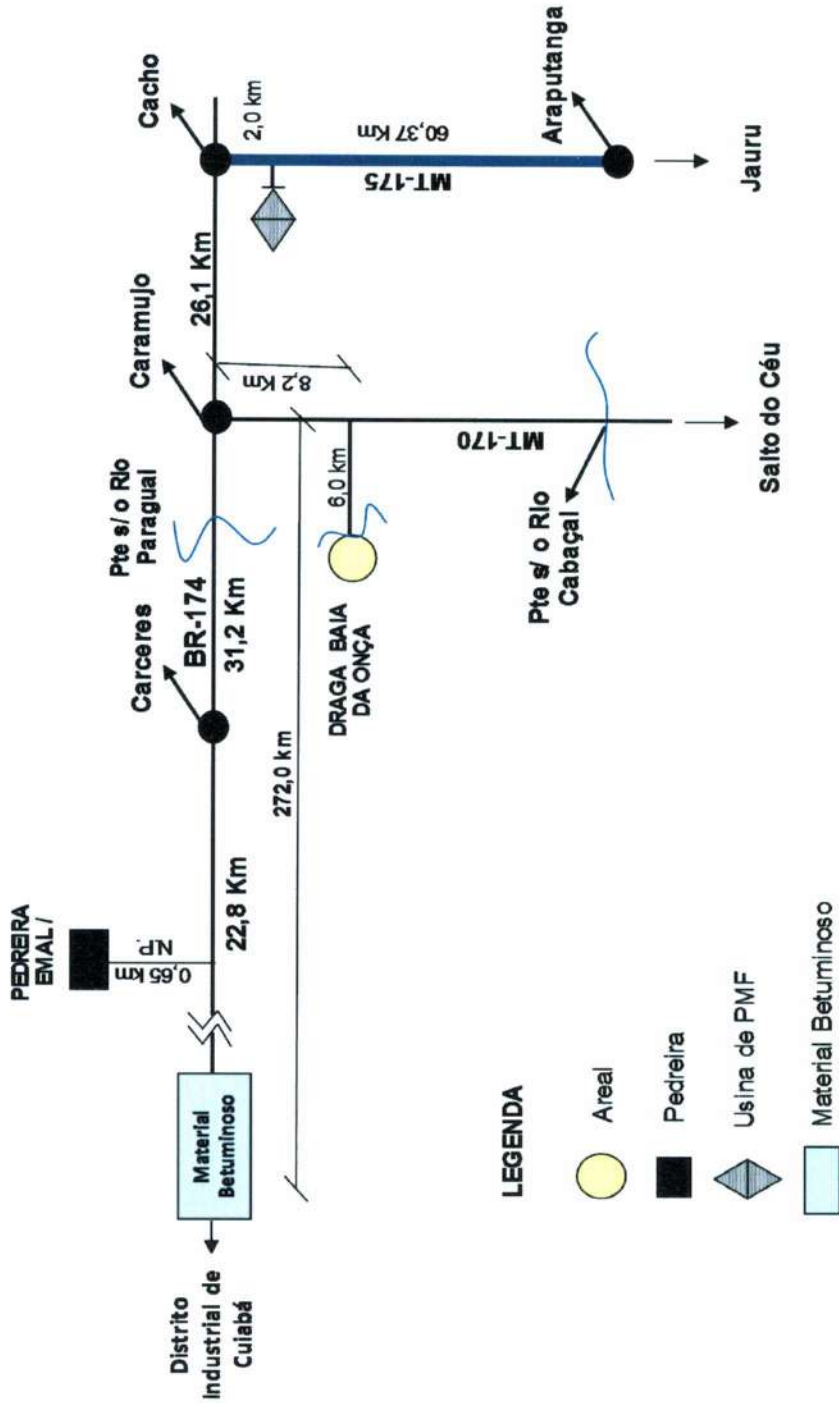 PEDREIRA
EMAL /
0,65 km
N.P.
Carceres
Pte s/ o Rio
Paragual
Caramujo
Cacho
Distrito
Industrial de
Cuiabá
Material
Betuminoso
22,8 Km
BR-174
31,2 Km
26,1 Km
2,0 km
272,0 km
8,2 Km
6,0 km
DRAGA BAIA
DA ONÇA
MT-170
MT-175
60,37 Km
Araputanga
Jauru
Pte s/ o Rio
Cabaçal
Salto do Céu
LEGENDA
Areal
Pedreira
Usina de PMF
Material Betuminoso